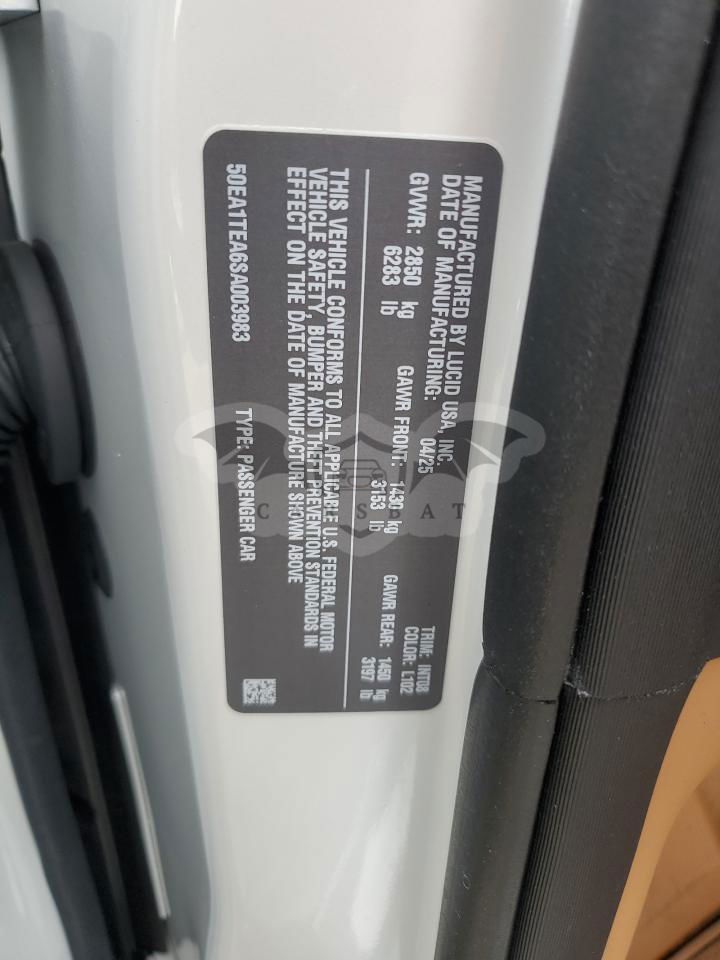 MANUFACTURED BY LUCID USA, INC.
DATE OF MANUFACTURING: 04/25
TRIM: INT08
COLOR: L102
GVWR: 2850 kg
6283 lb
GAWR FRONT: 1430 kg
3153 lb
GAWR REAR: 1450 kg
3197 lb
THIS VEHICLE CONFORMS TO ALL APPLICABLE U.S. FEDERAL MOTOR
VEHICLE SAFETY, BUMPER AND THEFT PREVENTION STANDARDS IN
EFFECT ON THE DATE OF MANUFACTURE SHOWN ABOVE
50EA1TEA6SA003983 TYPE: PASSENGER CAR